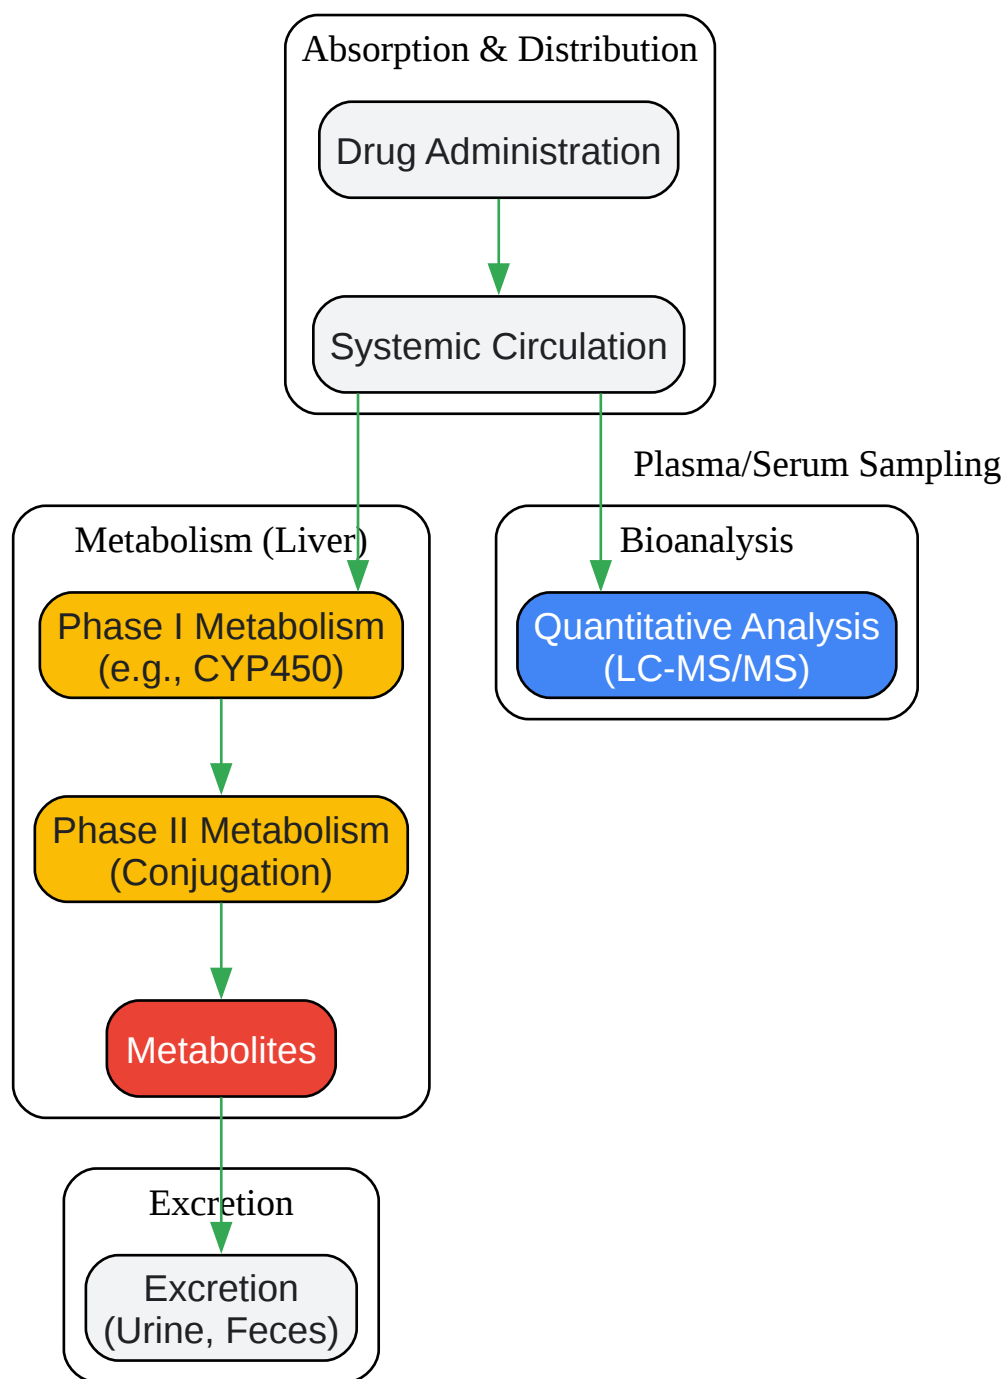 Absorption & Distribution
Drug Administration
Systemic Circulation
Plasma/Serum Sampling
Metabolism (Liver)
Bioanalysis
Phase I Metabolism
(e.g., CYP450)
Quantitative Analysis
(LC-MS/MS)
Phase II Metabolism
(Conjugation)
Metabolites
Excretion
Excretion
(Urine, Feces)